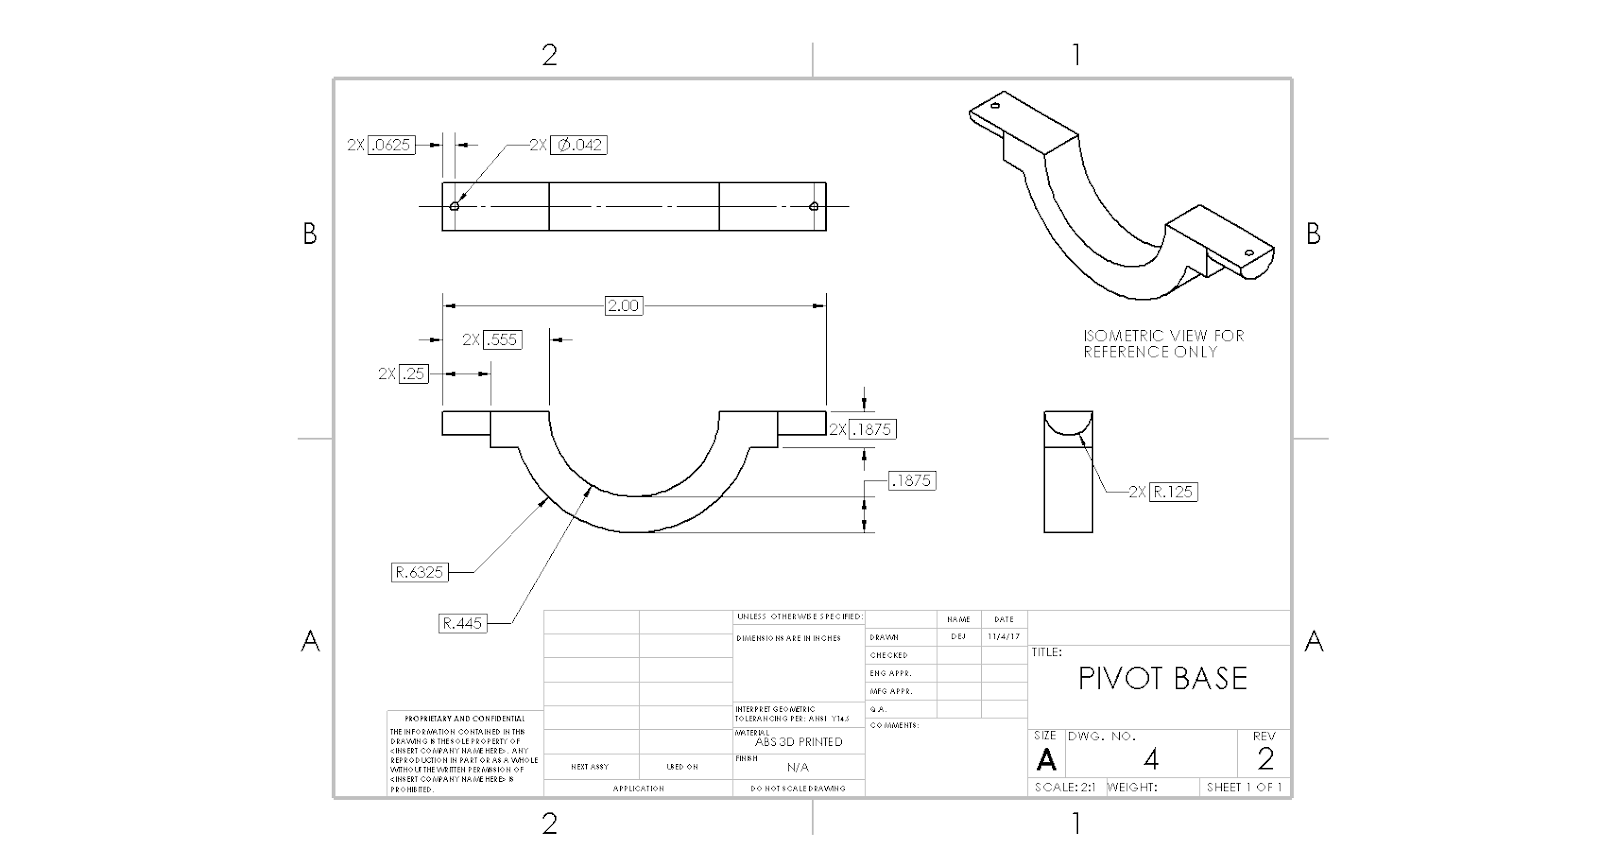 2
1
2X .0625
2X Ø.042
B
B
2.00
2X .555
2X .25
ISOMETRIC VIEW FOR
REFERENCE ONLY
2X .1875
.1875
2X R.125
R.6325
R.445
A
A
UNLESS OTHERWISE SPECIFIED:
DIMENSIONS ARE IN INCHES
INTERPRET GEOMETRIC
TOLERANCING PER: ANSI Y14.5
MATERIAL
ABS 3D PRINTED
FINISH
N/A
DO NOT SCALE DRAWING
NAME
DATE
DRAWN
DEJ
11/4/17
CHECKED
ENG APPR.
MFG APPR.
Q.A.
COMMENTS:
TITLE:
PIVOT BASE
SIZE
A
DWG. NO.
4
REV
2
SCALE: 2:1
WEIGHT:
SHEET 1 OF 1
PROPRIETARY AND CONFIDENTIAL
THE INFORMATION CONTAINED IN THIS
DRAWING IS THE SOLE PROPERTY OF
<INSERT COMPANY NAME HERE>. ANY
REPRODUCTION IN PART OR AS A WHOLE
WITHOUT THE WRITTEN PERMISSION OF
<INSERT COMPANY NAME HERE> IS
PROHIBITED.
NEXT ASSY
USED ON
APPLICATION
2
1